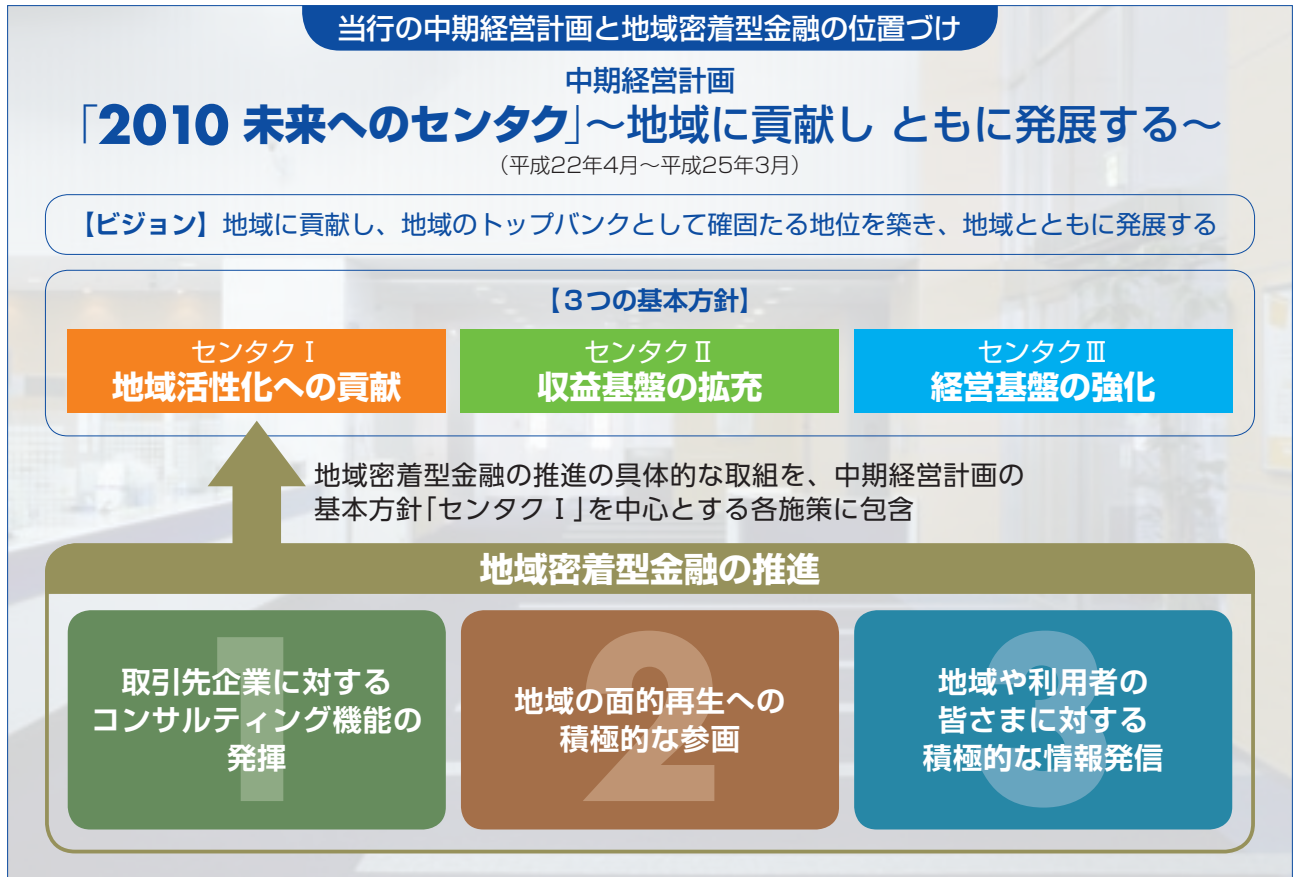 当行の中期経営計画と地域密着型金融の位置づけ
中期経営計画
「2010 未来へのセンタク」～地域に貢献し ともに発展する～
（平成22年4月～平成25年3月）
【ビジョン】地域に貢献し、地域のトップバンクとして確固たる地位を築き、地域とともに発展する
【3つの基本方針】
センタクⅠ
地域活性化への貢献
センタクⅡ
収益基盤の拡充
センタクⅢ
経営基盤の強化
地域密着型金融の推進の具体的な取組を、中期経営計画の
基本方針「センタクⅠ」を中心とする各施策に包含
地域密着型金融の推進
1
取引先企業に対する
コンサルティング機能の
発揮
2
地域の面的再生への
積極的な参画
3
地域や利用者の
皆さまに対する
積極的な情報発信